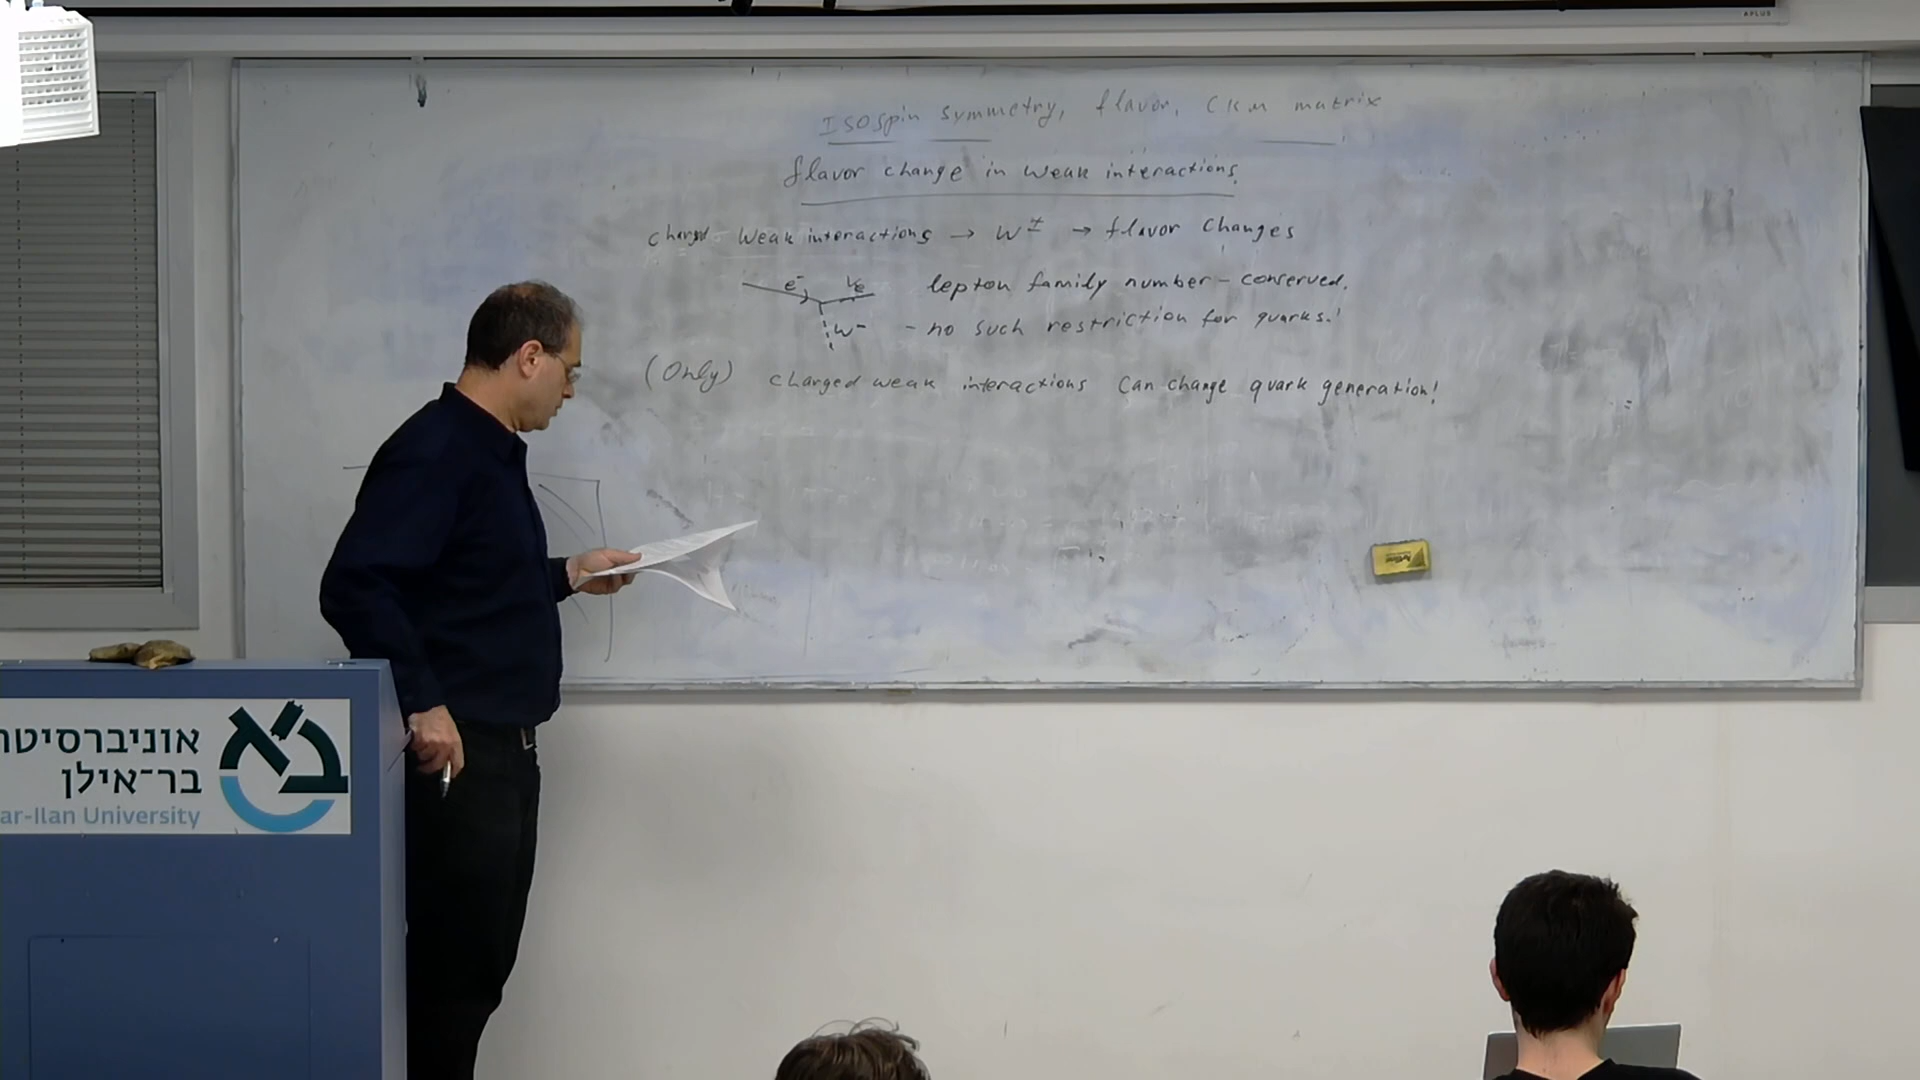 APLUS
Isospin symmetry, flavor, CKM matrix
flavor change in weak interactions
charged weak interactions → W± → flavor changes
e⁻ νe lepton family number - conserved.
W⁻ - no such restriction for quarks!
(Only) charged weak interactions can change quark generation!
אוניברסיטת
בר-אילן
ar-Ilan University